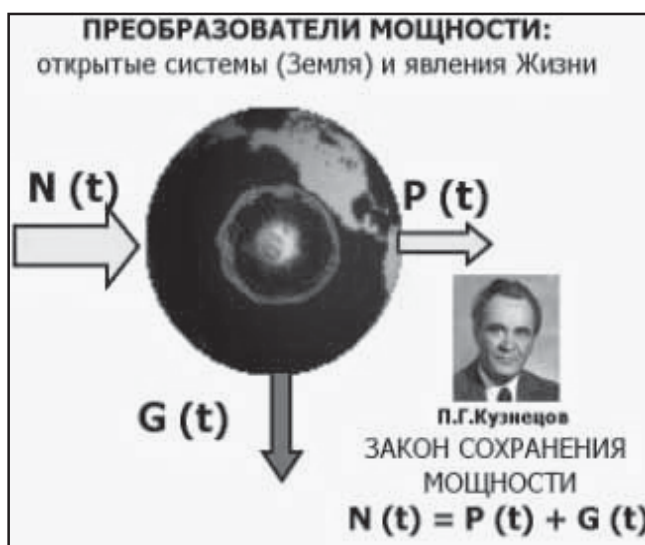 ПРЕОБРАЗОВАТЕЛИ МОЩНОСТИ:
открытые системы (Земля) и явления Жизни
N (t)
P (t)
G (t)
П.Г.Кузнецов
ЗАКОН СОХРАНЕНИЯ
МОЩНОСТИ
N (t) = P (t) + G (t)